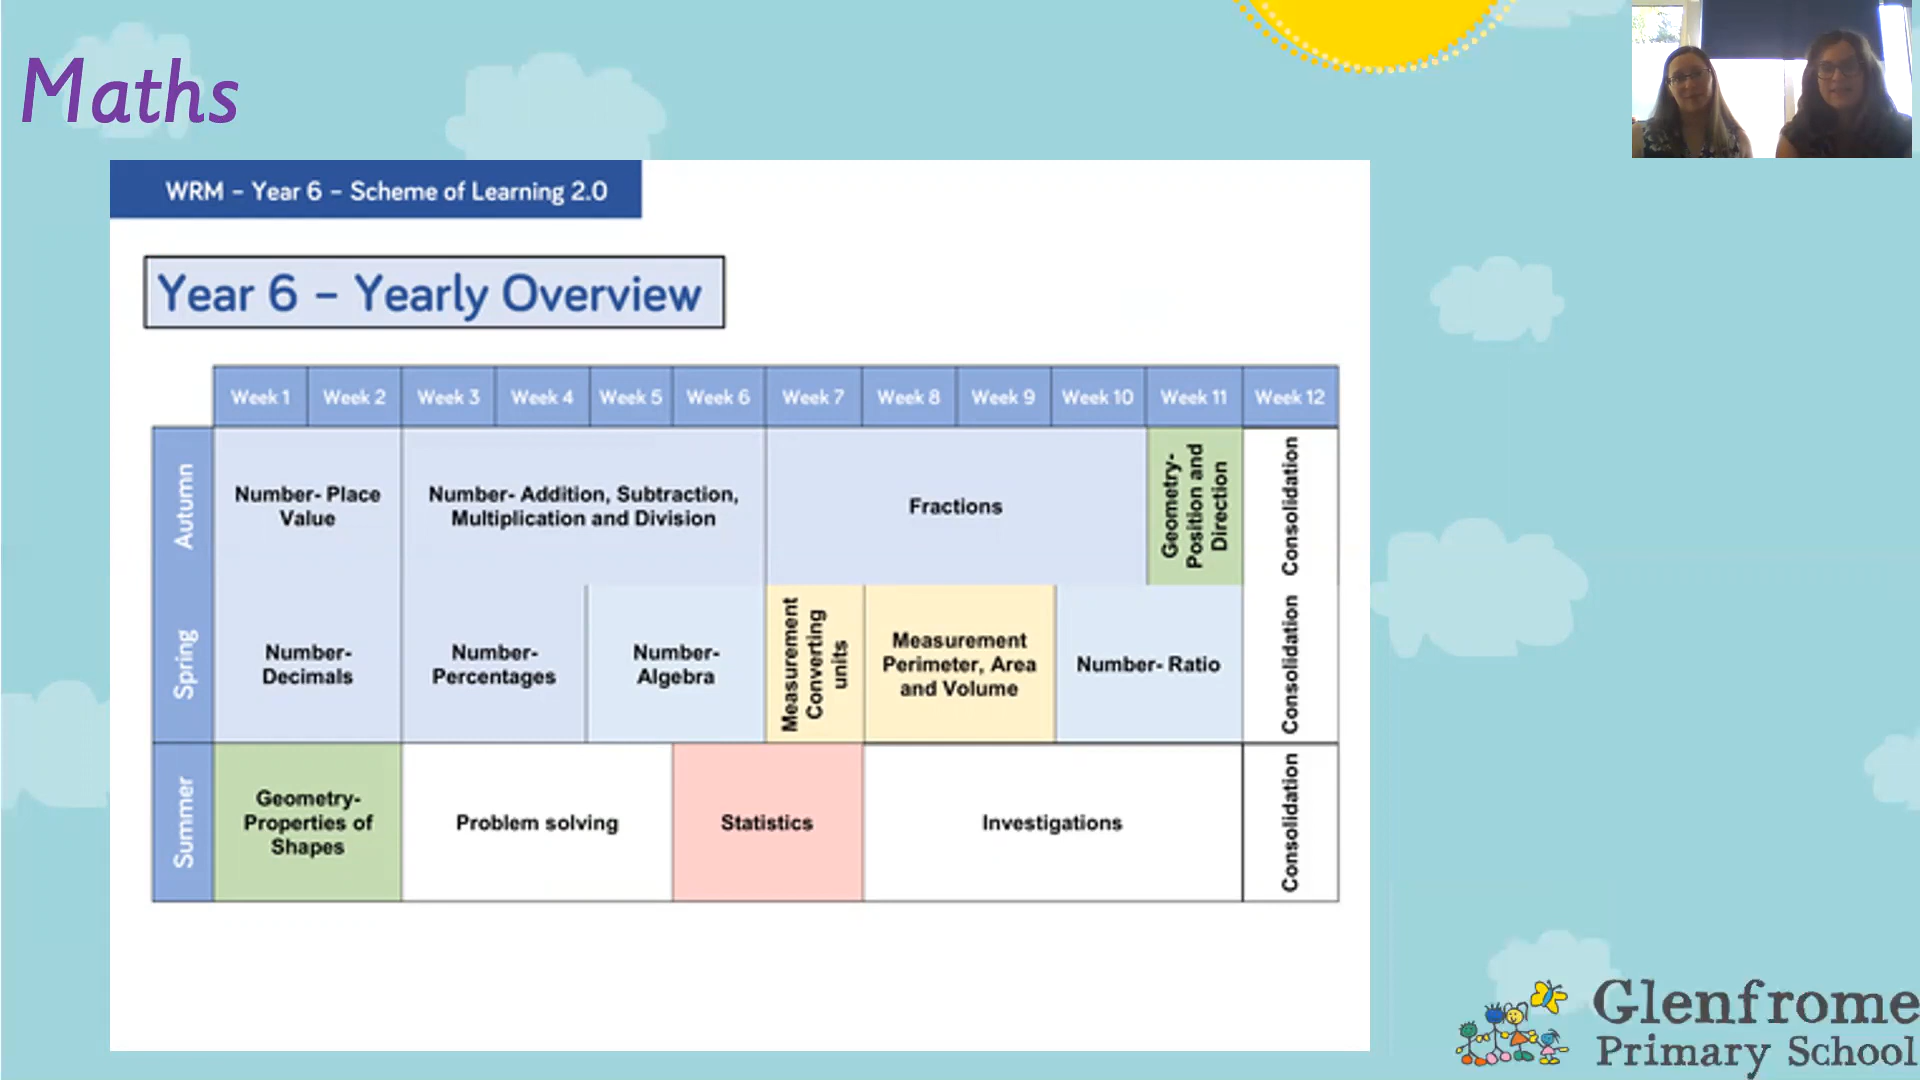 Maths
WRM – Year 6 – Scheme of Learning 2.0
Year 6 – Yearly Overview
Week 1 Week 2 Week 3 Week 4 Week 5 Week 6 Week 7 Week 8 Week 9 Week 10 Week 11 Week 12
Autumn
Number- Place
Value
Number- Addition, Subtraction,
Multiplication and Division
Fractions
Geometry-
Position and
Direction
Consolidation
Spring
Number-
Decimals
Number-
Percentages
Number-
Algebra
Measurement
Converting
units
Measurement
Perimeter, Area
and Volume
Number- Ratio
Consolidation
Summer
Geometry-
Properties of
Shapes
Problem solving
Statistics
Investigations
Consolidation
Glenfrome
Primary School